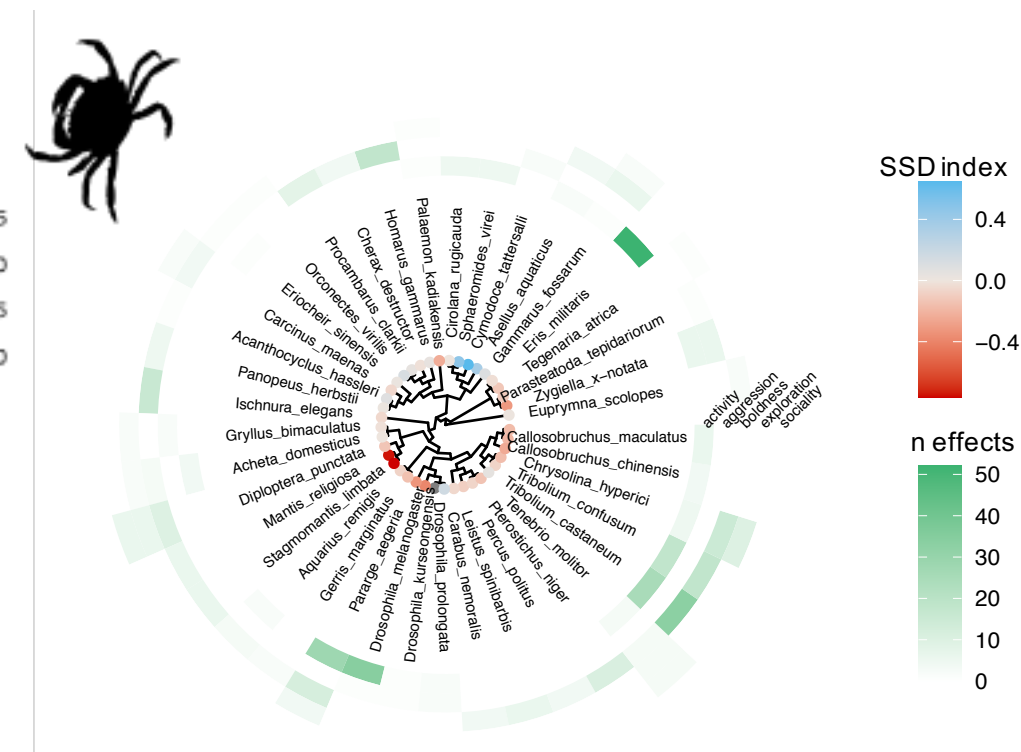 SSD index
0.4
0.0
−0.4
n effects
50
40
30
20
10
0
activity
aggression
boldness
exploration
sociality
Palaemon_kadiakensis
Cirolana_rugicauda
Sphaeromides_virei
Cymodoce_tattersalli
Asellus_aquaticus
Gammarus_fossarum
Eris_militaris
Tegenaria_atrica
Parasteatoda_tepidariorum
Zygiella_x−notata
Euprymna_scolopes
Callosobruchus_maculatus
Callosobruchus_chinensis
Chrysolina_hyperici
Tribolium_confusum
Tribolium_castaneum
Tenebrio_molitor
Pterostichus_niger
Percus_politus
Leistus_spinibarbis
Carabus_nemoralis
Drosophila_prolongata
Drosophila_kurseongensis
Drosophila_melanogaster
Pararge_aegeria
Gerris_marginatus
Aquarius_remigis
Stagmomantis_limbata
Mantis_religiosa
Diploptera_punctata
Acheta_domesticus
Gryllus_bimaculatus
Ischnura_elegans
Panopeus_herbstii
Acanthocyclus_hassleri
Carcinus_maenas
Eriocheir_sinensis
Orconectes_virilis
Procambarus_clarkii
Cherax_destructor
Homarus_gammarus